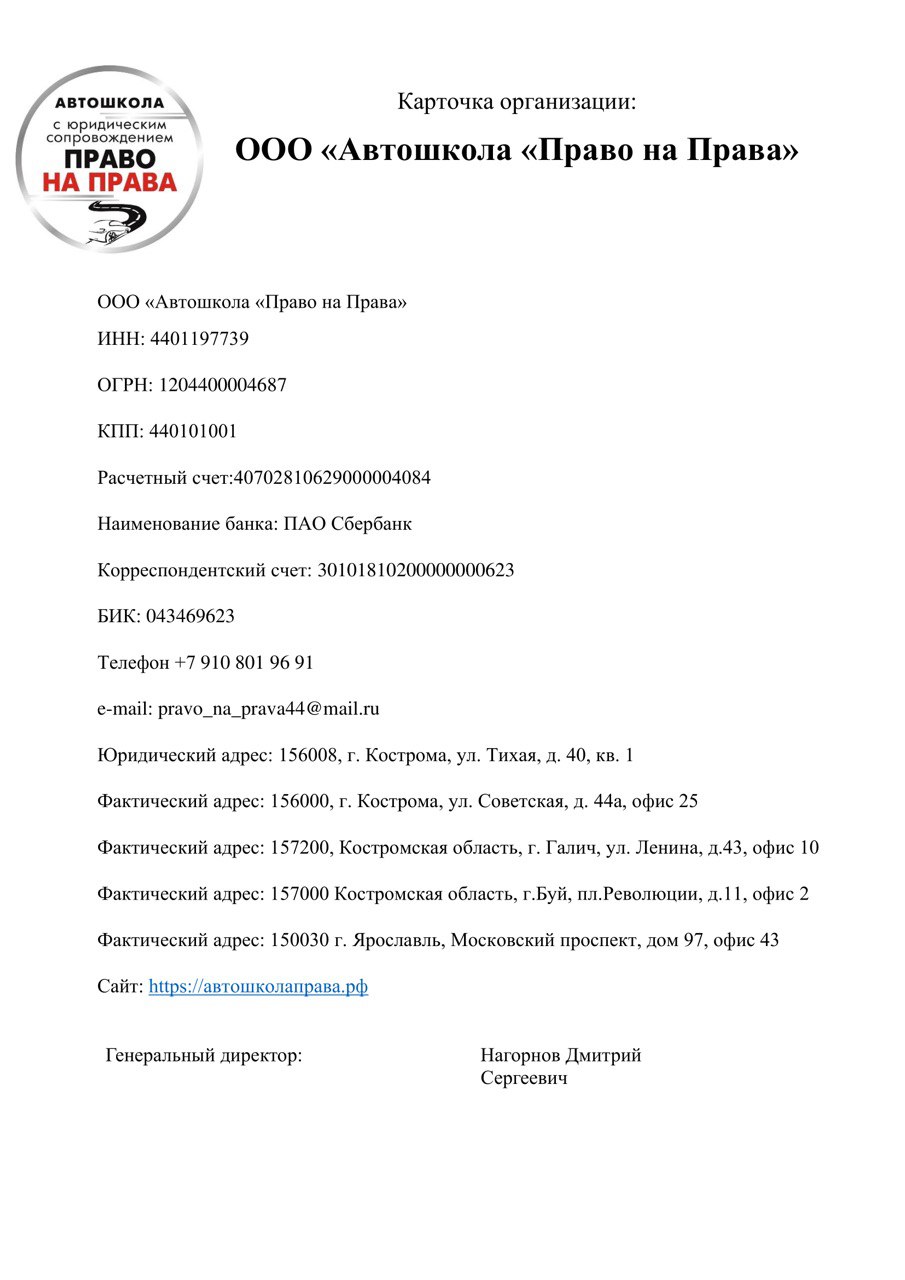 АВТОШКОЛА
с юридическим
сопровождением
ПРАВО
НА ПРАВА
Карточка организации:
ООО «Автошкола «Право на Права»
ООО «Автошкола «Право на Права»
ИНН: 4401197739
ОГРН: 1204400004687
КПП: 440101001
Расчетный счет:40702810629000004084
Наименование банка: ПАО Сбербанк
Корреспондентский счет: 30101810200000000623
БИК: 043469623
Телефон +7 910 801 96 91
e-mail: pravo_na_prava44@mail.ru
Юридический адрес: 156008, г. Кострома, ул. Тихая, д. 40, кв. 1
Фактический адрес: 156000, г. Кострома, ул. Советская, д. 44а, офис 25
Фактический адрес: 157200, Костромская область, г. Галич, ул. Ленина, д.43, офис 10
Фактический адрес: 157000 Костромская область, г.Буй, пл.Революции, д.11, офис 2
Фактический адрес: 150030 г. Ярославль, Московский проспект, дом 97, офис 43
Сайт: https://автошколаправа.рф
Генеральный директор:
Нагорнов Дмитрий
Сергеевич